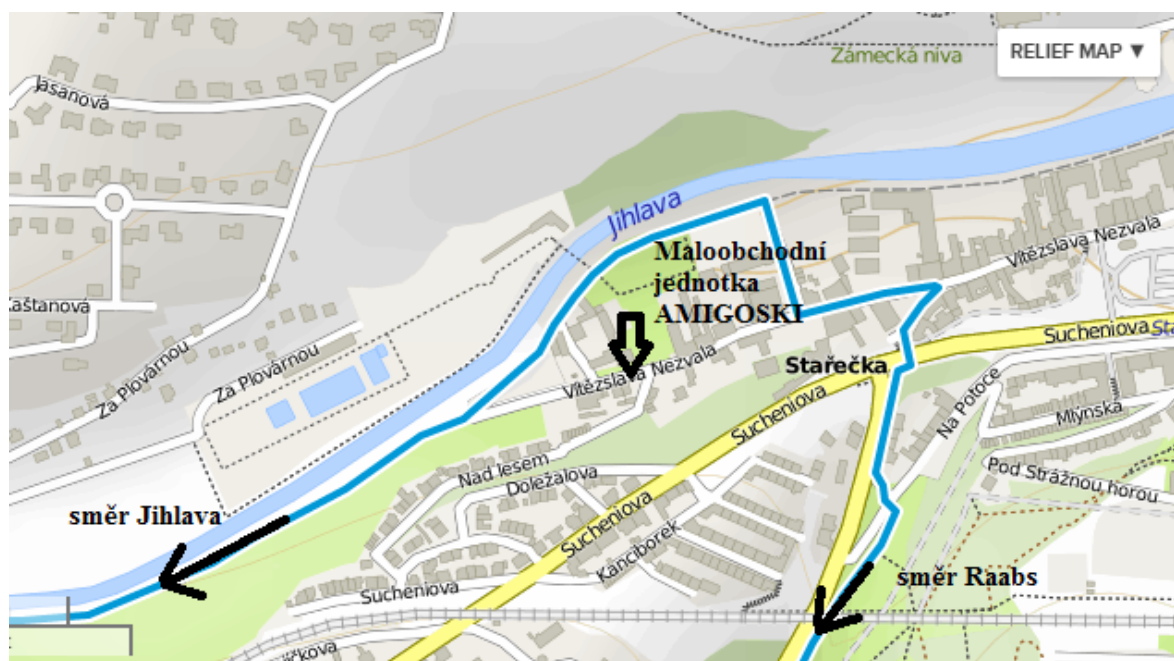 Zámecká niva
RELIEF MAP ▼
Jasanová
Jihlava
Maloobchodní
jednotka
AMIGOSKI
Vítězslava Nezvala
Kaštanová
Za Plovárnou
Za Plovárnou
Sucheniova
Stařečka
Vítězslava Nezvala
Sucheniova
Na Potoce
Mlýnská
Nad lesem
Doležalova
Pod Strážnou horou
směr Jihlava
Sucheniova
Kanciborek
Sucheniova
směr Raabs